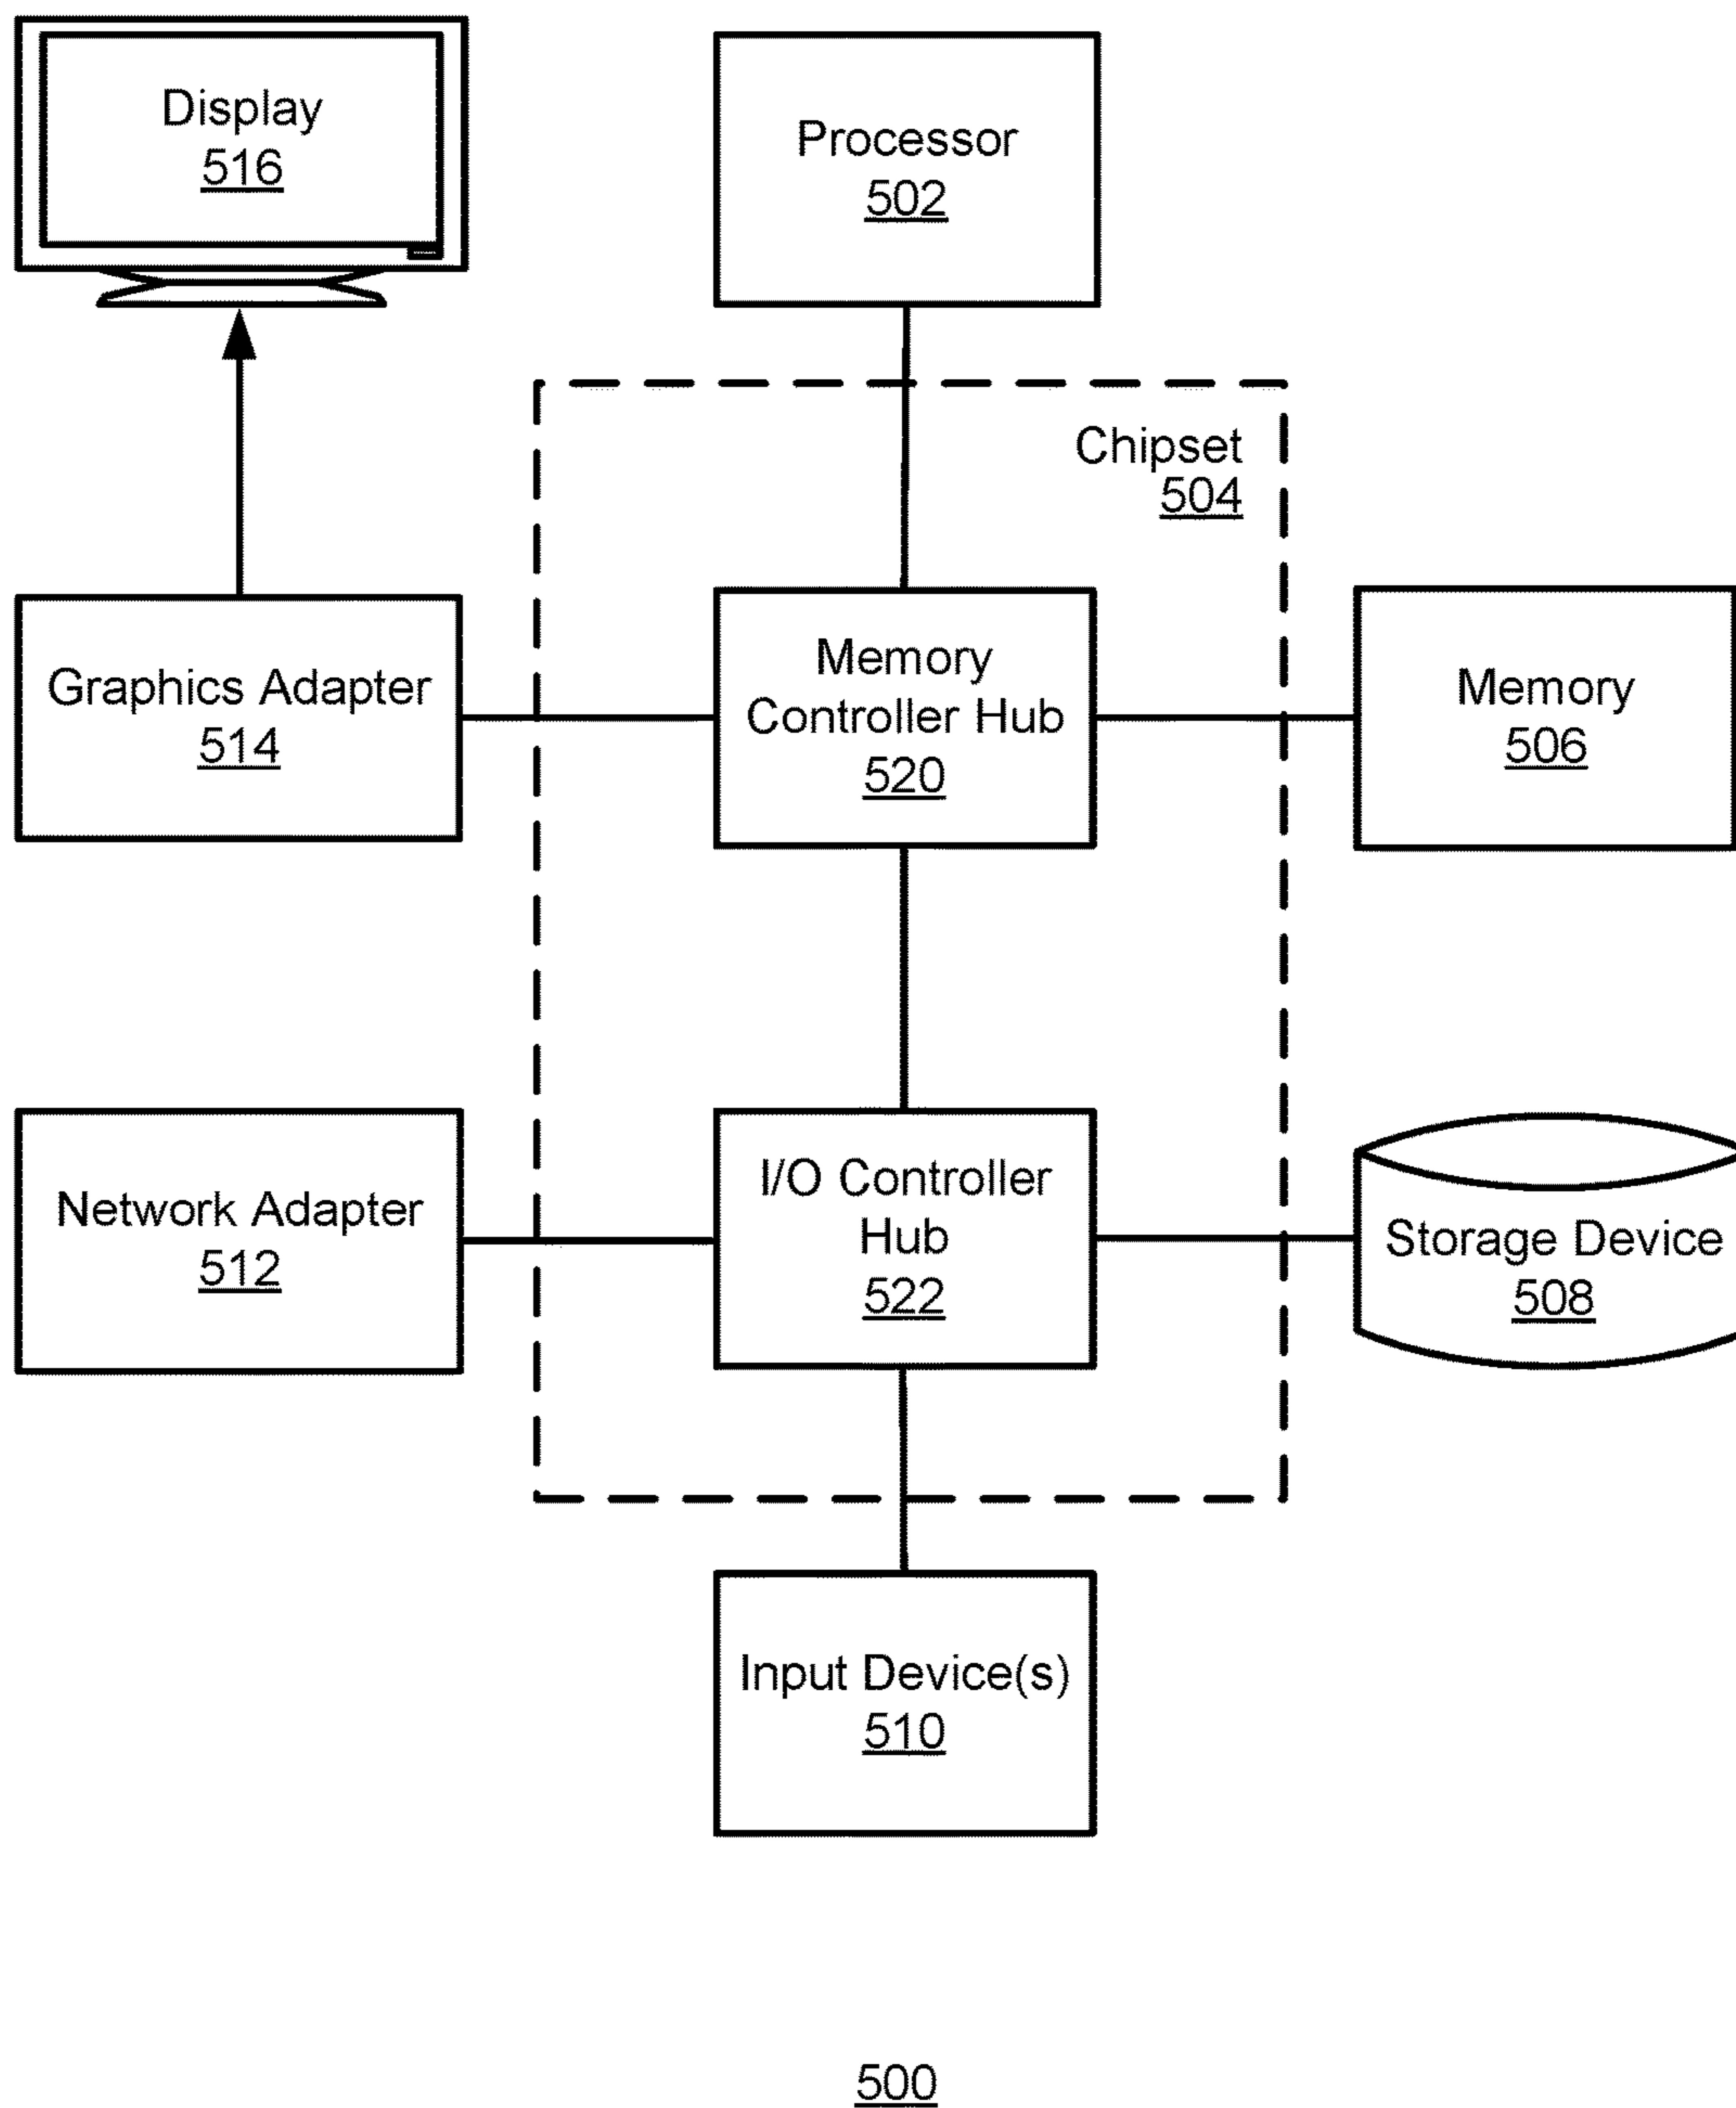 Display
516
Processor
502
Chipset
504
Graphics Adapter
514
Memory
Controller Hub
520
Memory
506
Network Adapter
512
I/O Controller
Hub
522
Storage Device
508
Input Device(s)
510
500